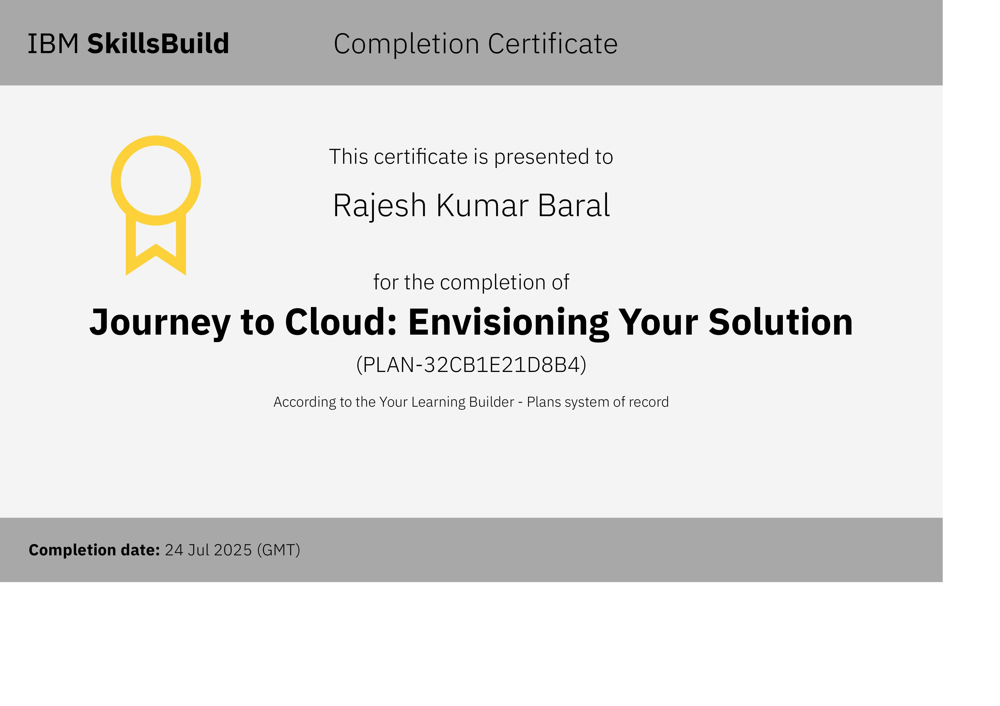 IBM SkillsBuild
Completion Certificate
This certificate is presented to
Rajesh Kumar Baral
for the completion of
Journey to Cloud: Envisioning Your Solution
(PLAN-32CB1E21D8B4)
According to the Your Learning Builder - Plans system of record
Completion date: 24 Jul 2025 (GMT)